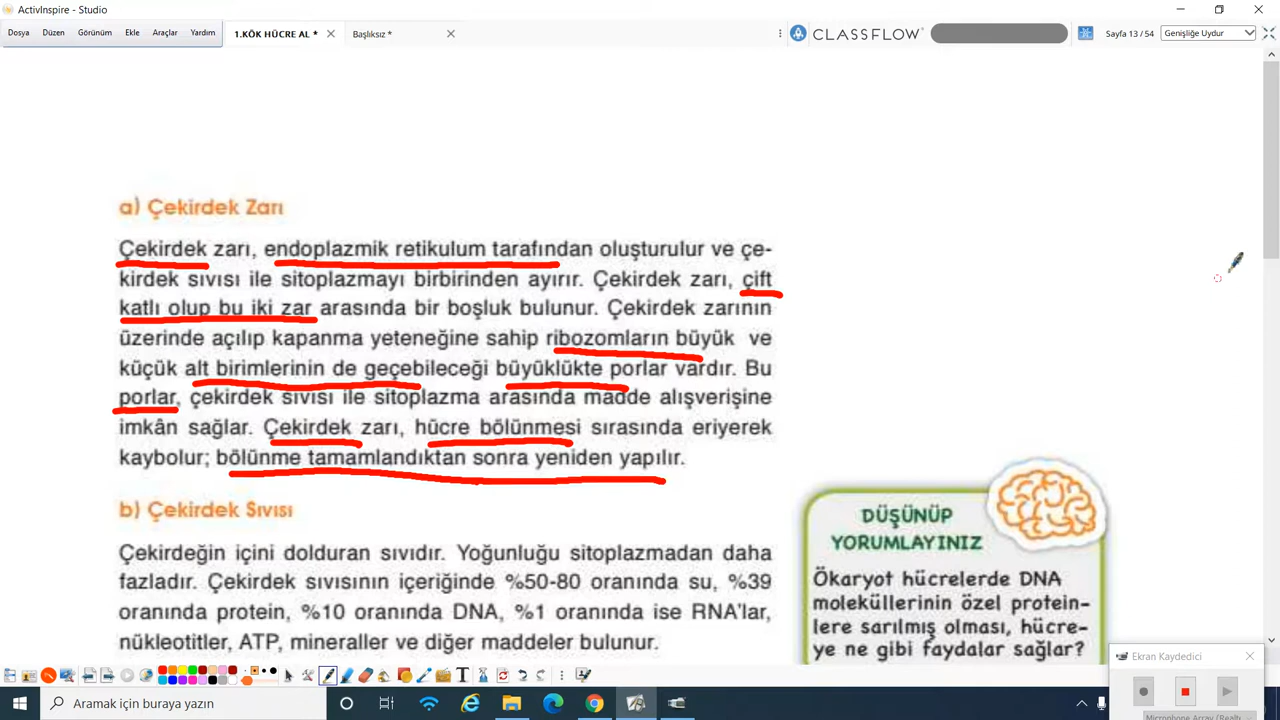 ActivInspire - Studio
Dosya Düzen Görünüm Ekle Araçlar Yardım
1.KÖK HÜCRE AL *
Başlıksız *
CLASSFLOW
Sayfa 13 / 54
Genişliğe Uydur
a) Çekirdek Zarı
Çekirdek zarı, endoplazmik retikulum tarafından oluşturulur ve çe-
kirdek sıvısı ile sitoplazmayı birbirinden ayırır. Çekirdek zarı, çift
katlı olup bu iki zar arasında bir boşluk bulunur. Çekirdek zarının
üzerinde açılıp kapanma yeteneğine sahip ribozomların büyük ve
küçük alt birimlerinin de geçebileceği büyüklükte porlar vardır. Bu
porlar, çekirdek sıvısı ile sitoplazma arasında madde alışverişine
imkân sağlar. Çekirdek zarı, hücre bölünmesi sırasında eriyerek
kaybolur; bölünme tamamlandıktan sonra yeniden yapılır.
b) Çekirdek Sıvısı
Çekirdeğin içini dolduran sıvıdır. Yoğunluğu sitoplazmadan daha
fazladır. Çekirdek sıvısının içeriğinde %50-80 oranında su, %39
oranında protein, %10 oranında DNA, %1 oranında ise RNA'lar,
nükleotitler, ATP, mineraller ve diğer maddeler bulunur.
DÜŞÜNÜP
YORUMLAYINIZ
Ökaryot hücrelerde DNA
moleküllerinin özel protein-
lere sarılmış olması, hücre-
ye ne gibi faydalar sağlar?
Ekran Kaydedici
Microphone Array (Realt
Aramak için buraya yazın